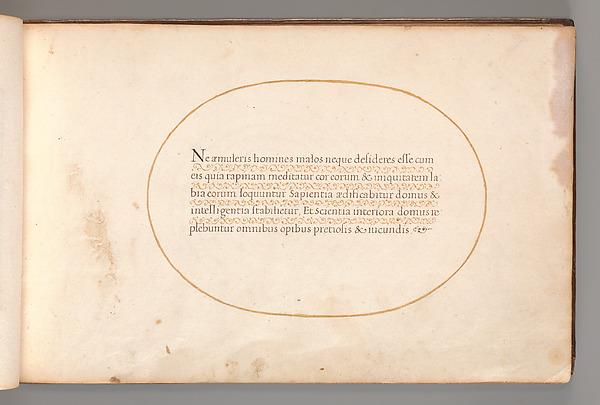 Ne æmuleris homines malos neque desideres esse cum
eis quia rapinam meditatur cor eorum & iniquitatem la
bia eorum loquuntur Sapientia ædificabitur domus &
intelligentia stabilietur. Et Scientia interiora domus re
plebuntur omnibus opibus pretiosis & iucundis